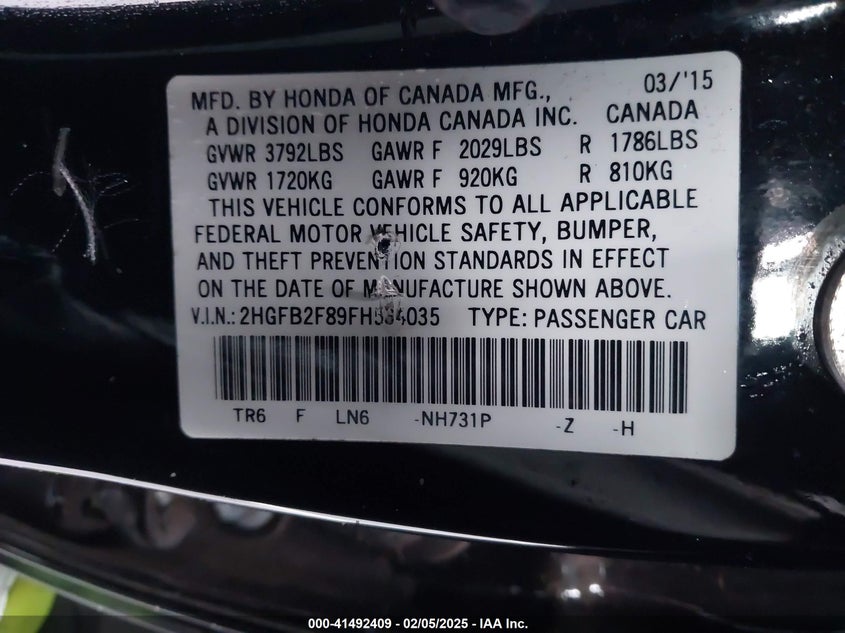 MFD. BY HONDA OF CANADA MFG., 03/'15
A DIVISION OF HONDA CANADA INC. CANADA
GVWR 3792LBS GAWR F 2029LBS R 1786LBS
GVWR 1720KG GAWR F 920KG R 810KG
THIS VEHICLE CONFORMS TO ALL APPLICABLE
FEDERAL MOTOR VEHICLE SAFETY, BUMPER,
AND THEFT PREVENTION STANDARDS IN EFFECT
ON THE DATE OF MANUFACTURE SHOWN ABOVE.
V.I.N.: 2HGFB2F89FH534035 TYPE: PASSENGER CAR
TR6 F LN6 -NH731P -Z -H
000-41492409 - 02/05/2025 - IAA Inc.